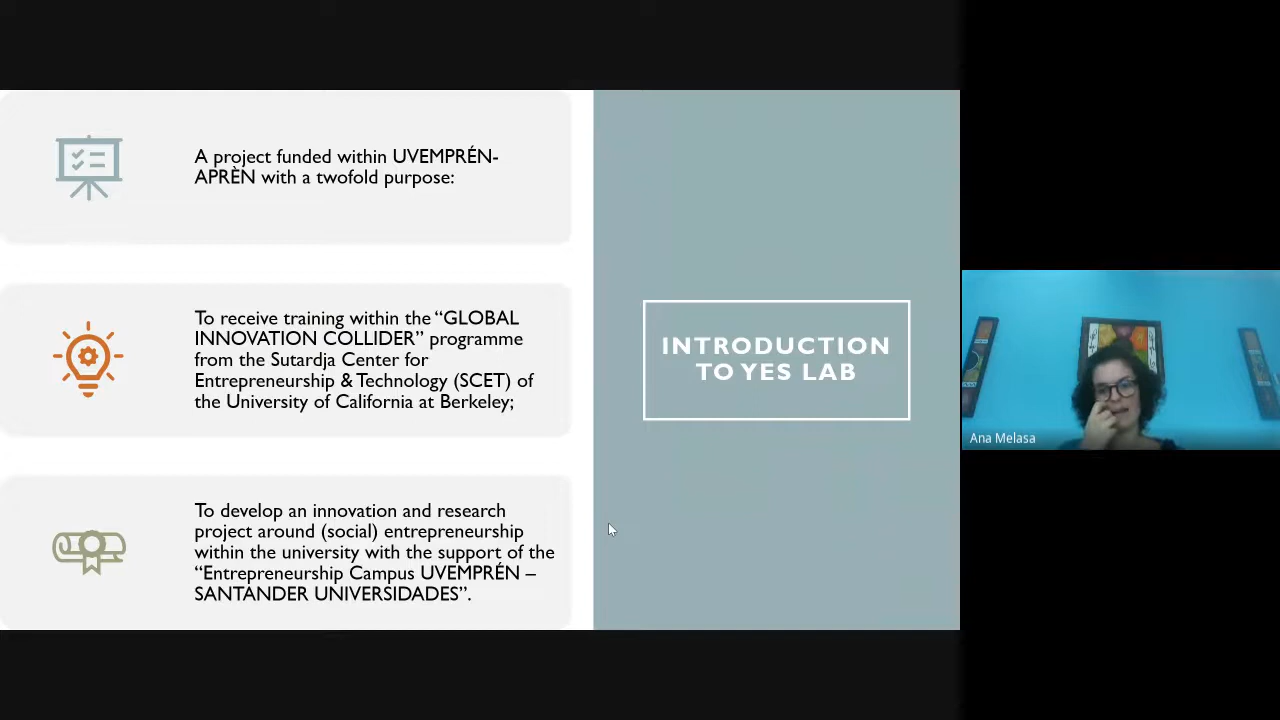 A project funded within UVEMPRÉN-
APRÈN with a twofold purpose:
To receive training within the “GLOBAL
INNOVATION COLLIDER” programme
from the Sutardja Center for
Entrepreneurship & Technology (SCET) of
the University of California at Berkeley;
To develop an innovation and research
project around (social) entrepreneurship
within the university with the support of the
“Entrepreneurship Campus UVEMPRÉN –
SANTANDER UNIVERSIDADES”.
INTRODUCTION
TO YES LAB
Ana Melasa